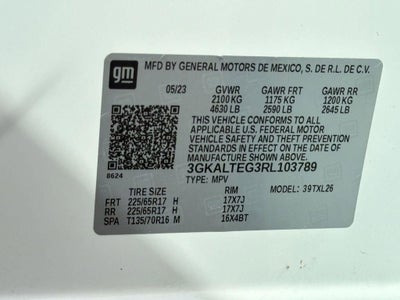 gm MFD BY GENERAL MOTORS DE MEXICO, S. DE R.L. DE C.V.
05/23 GVWR GAWR FRT GAWR RR
2100 KG 1175 KG 1200 KG
4630 LB 2590 LB 2645 LB
THIS VEHICLE CONFORMS TO ALL
APPLICABLE U.S. FEDERAL MOTOR
VEHICLE SAFETY, BUMPER, AND THEFT
PREVENTION STANDARDS IN EFFECT ON
THE DATE OF MANUFACTURE SHOWN ABOVE.
3GKALTEG3RL103789
8624 TYPE: MPV MODEL: 39TXL26
TIRE SIZE RIM
FRT 225/65R17 H 17X7J
RR 225/65R17 H 17X7J
SPA T135/70R16 M 16X4BT